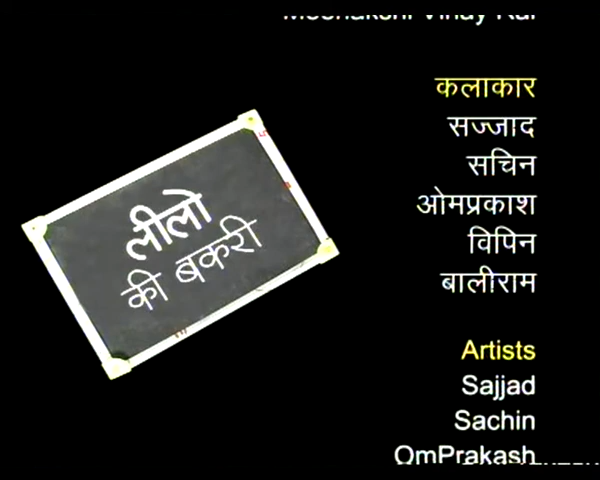 लीलो
की बकरी
कलाकार
सज्जाद
सचिन
ओमप्रकाश
विपिन
बालीराम
Artists
Sajjad
Sachin
OmPrakash